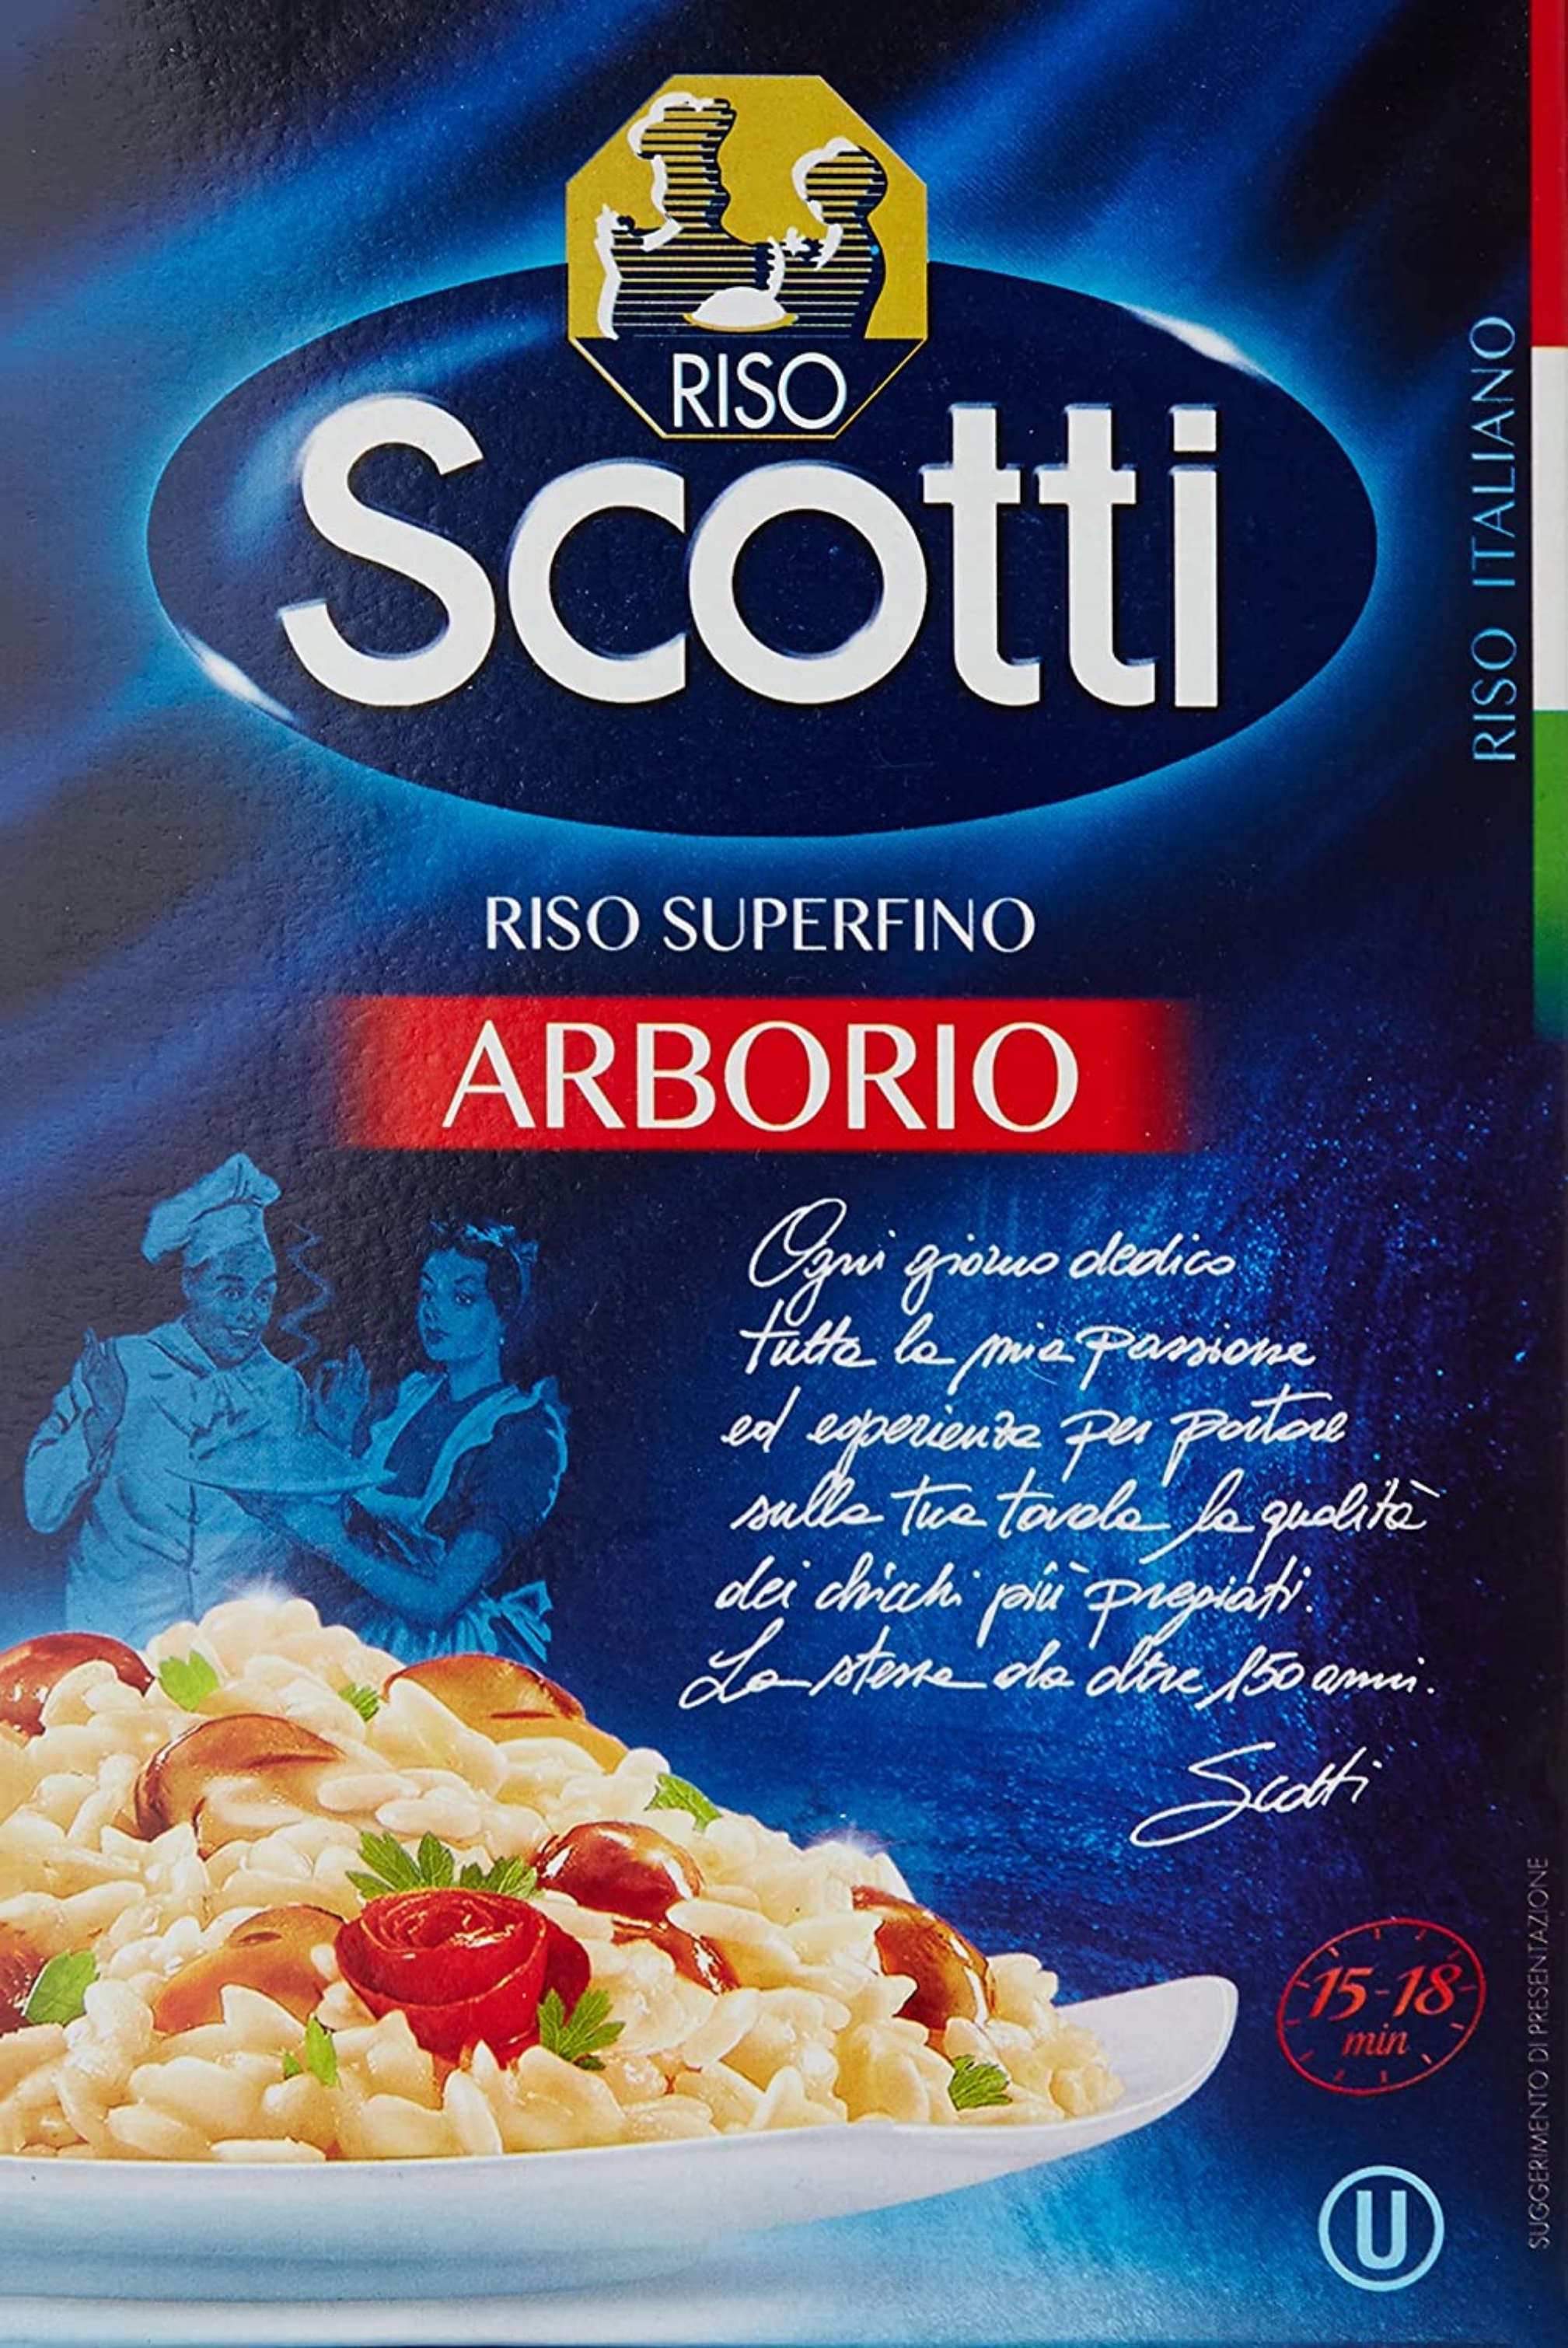 RISO
Scotti
RISO ITALIANO
RISO SUPERFINO
ARBORIO
Ogni giorno dedico
tutta la mia passione
ed esperienza per portare
sulla tua tavola la qualità
dei chicchi più pregiati.
La stessa da oltre 150 anni.
Scotti
15-18
min
U
SUGGERIMENTO DI PRESENTAZIONE